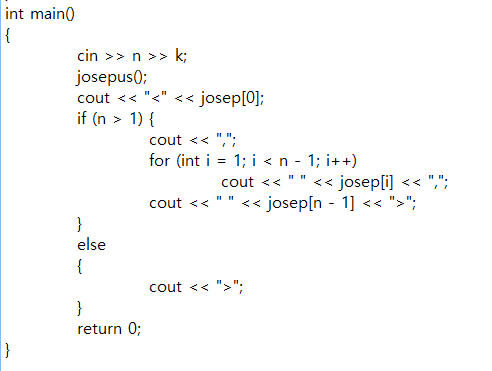 int main()
{
cin >> n >> k;
josepus();
cout << "<" << josep[0];
if (n > 1) {
cout << ",";
for (int i = 1; i < n - 1; i++)
cout << " " << josep[i] << ",";
cout << " " << josep[n - 1] << ">";
}
else
{
cout << ">";
}
return 0;
}